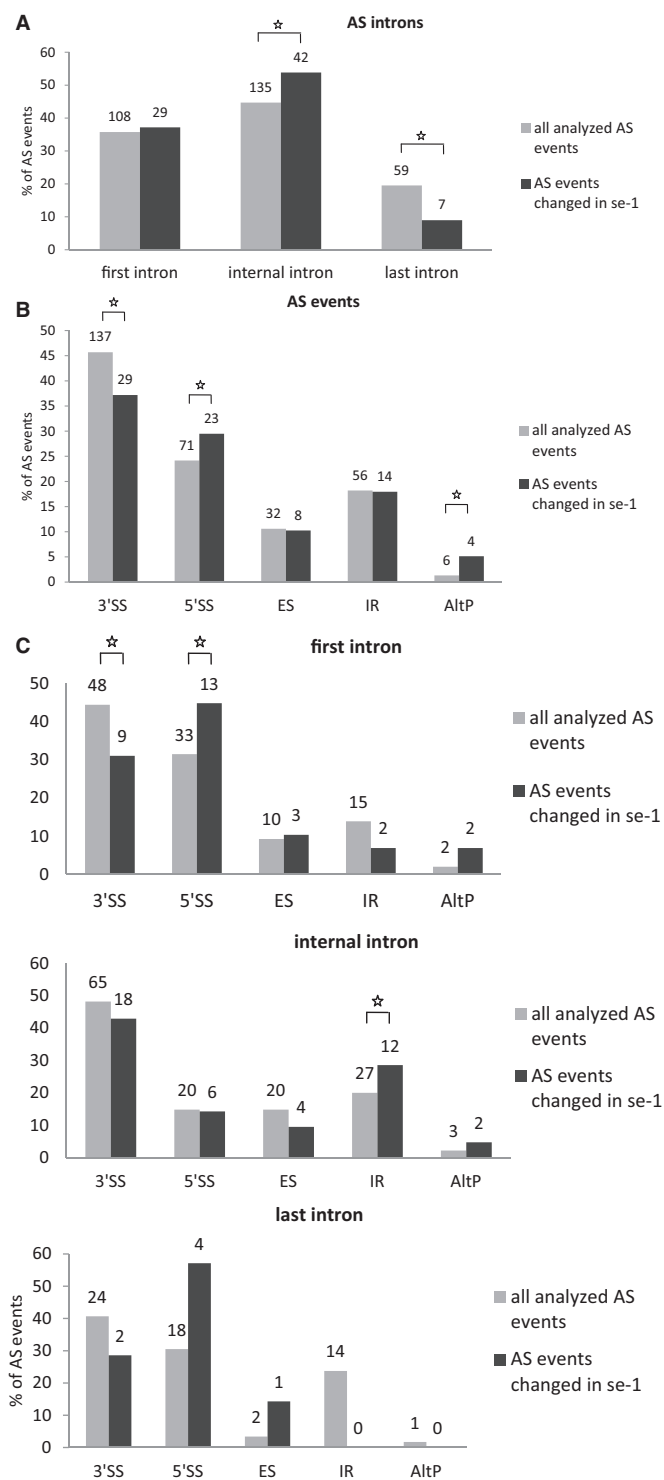 A
AS introns
60
50
40
30
20
10
0
% of AS events
108
29
135
42
59
7
first intron
internal intron
last intron
all analyzed AS
events
AS events
changed in se-1
B
AS events
50
45
40
35
30
25
20
15
10
5
0
% of AS events
137
29
71
23
32
8
56
14
6
4
3'SS
5'SS
ES
IR
AltP
all analyzed AS
events
AS events
changed in se-1
C
first intron
50
40
30
20
10
0
48
9
33
13
10
3
15
2
2
2
3'SS
5'SS
ES
IR
AltP
all analyzed AS
events
AS events
changed in se-1
internal intron
60
50
40
30
20
10
0
65
18
20
6
20
4
27
12
3
2
3'SS
5'SS
ES
IR
AltP
all analyzed AS
events
AS events
changed in se-1
last intron
60
50
40
30
20
10
0
% of AS events
24
2
18
4
2
1
14
0
1
0
3'SS
5'SS
ES
IR
AltP
all analyzed AS
events
AS events
changed in se-1